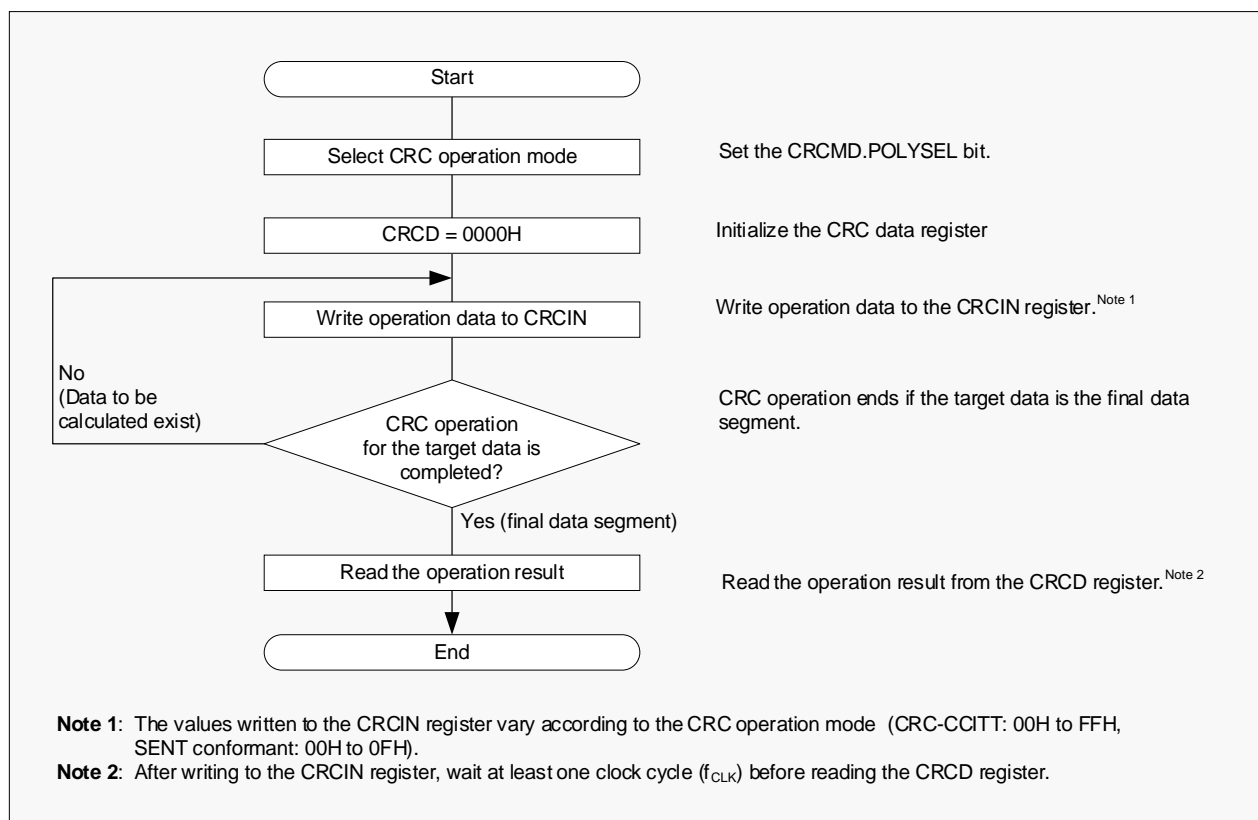 Start
Select CRC operation mode
Set the CRCMD.POLYSEL bit.
CRCD = 0000H
Initialize the CRC data register
Write operation data to CRCIN
Write operation data to the CRCIN register.Note 1
No
(Data to be
calculated exist)
CRC operation
for the target data is
completed?
CRC operation ends if the target data is the final data
segment.
Yes (final data segment)
Read the operation result
Read the operation result from the CRCD register.Note 2
End
Note 1: The values written to the CRCIN register vary according to the CRC operation mode (CRC-CCITT: 00H to FFH,
SENT conformant: 00H to 0FH).
Note 2: After writing to the CRCIN register, wait at least one clock cycle (fCLK) before reading the CRCD register.